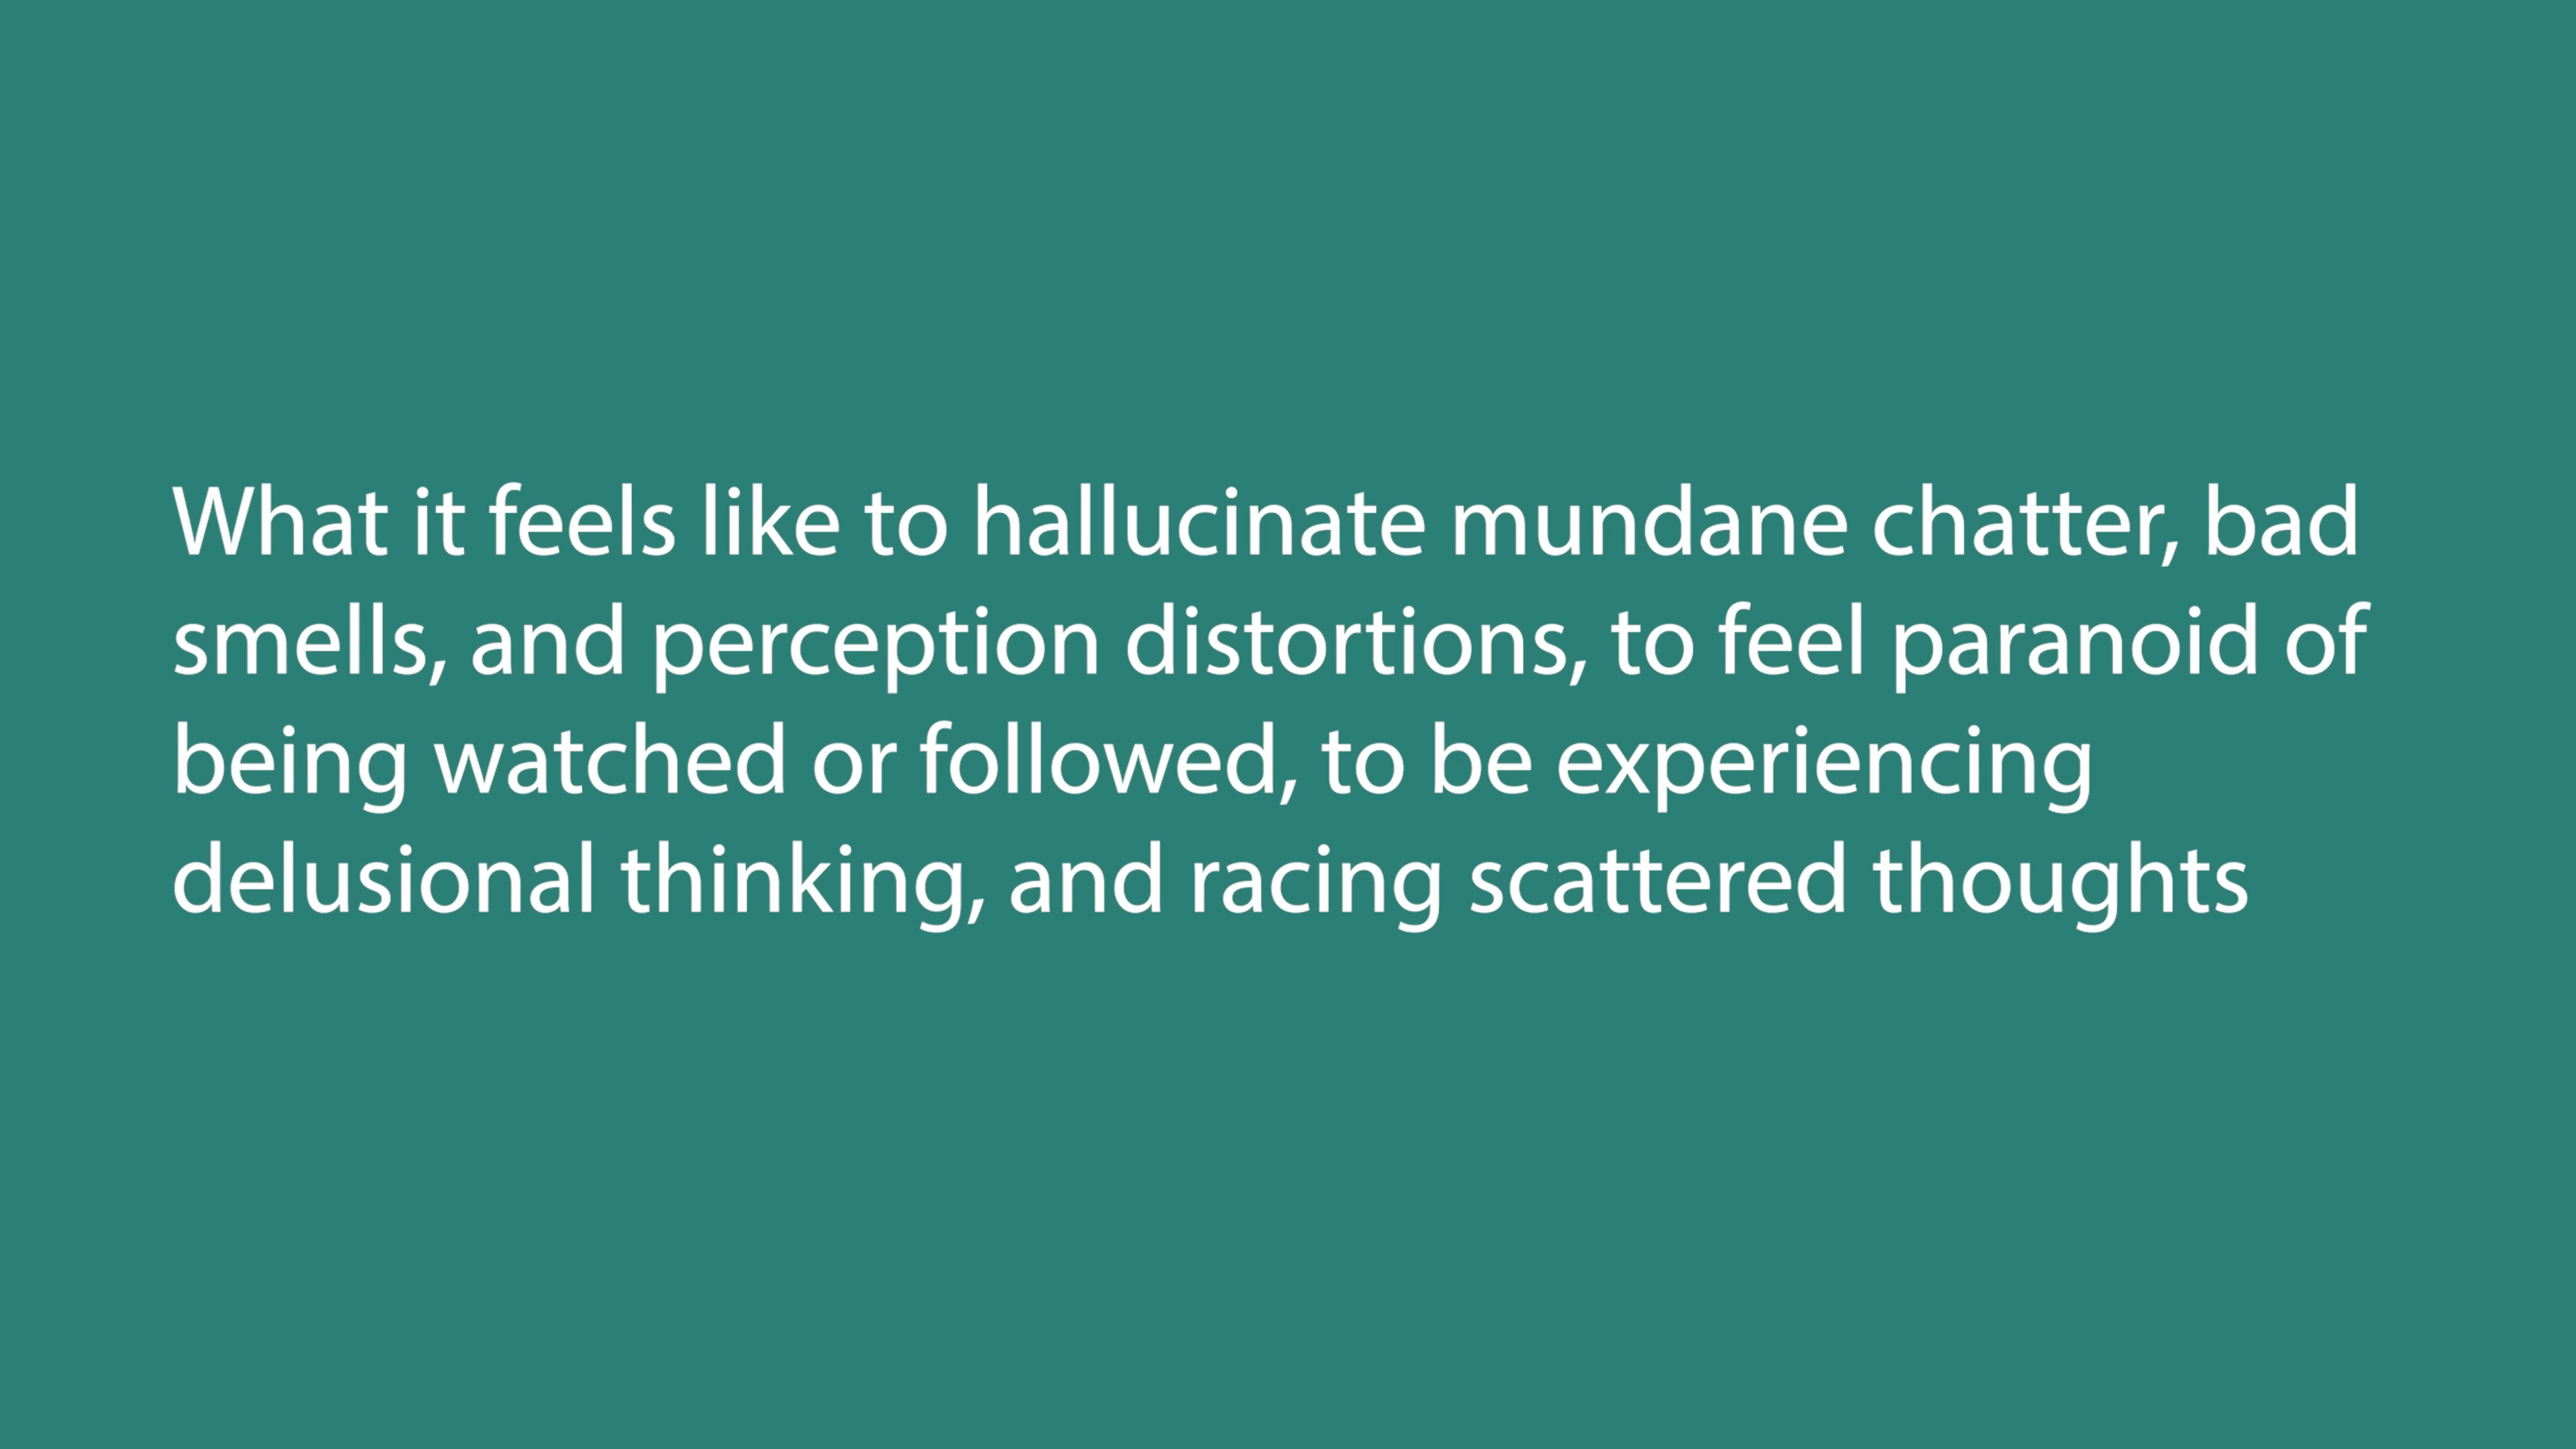 What it feels like to hallucinate mundane chatter, bad
smells, and perception distortions, to feel paranoid of
being watched or followed, to be experiencing
delusional thinking, and racing scattered thoughts